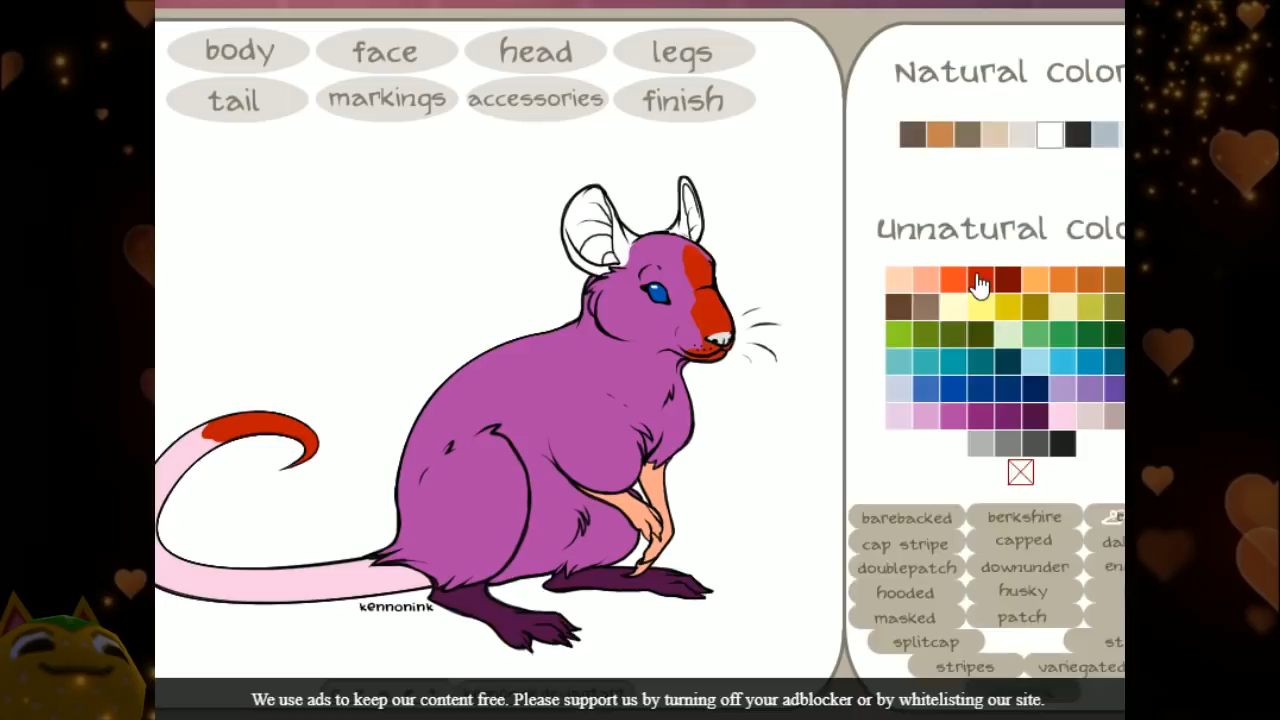 body face head legs
tail markings accessories finish
Natural Color
Unnatural Colo
barebacked berkshire
cap stripe capped
doublepatch downunder
hooded husky
masked patch
splitcap
stripes variegated
kennonink
We use ads to keep our content free. Please support us by turning off your adblocker or by whitelisting our site.